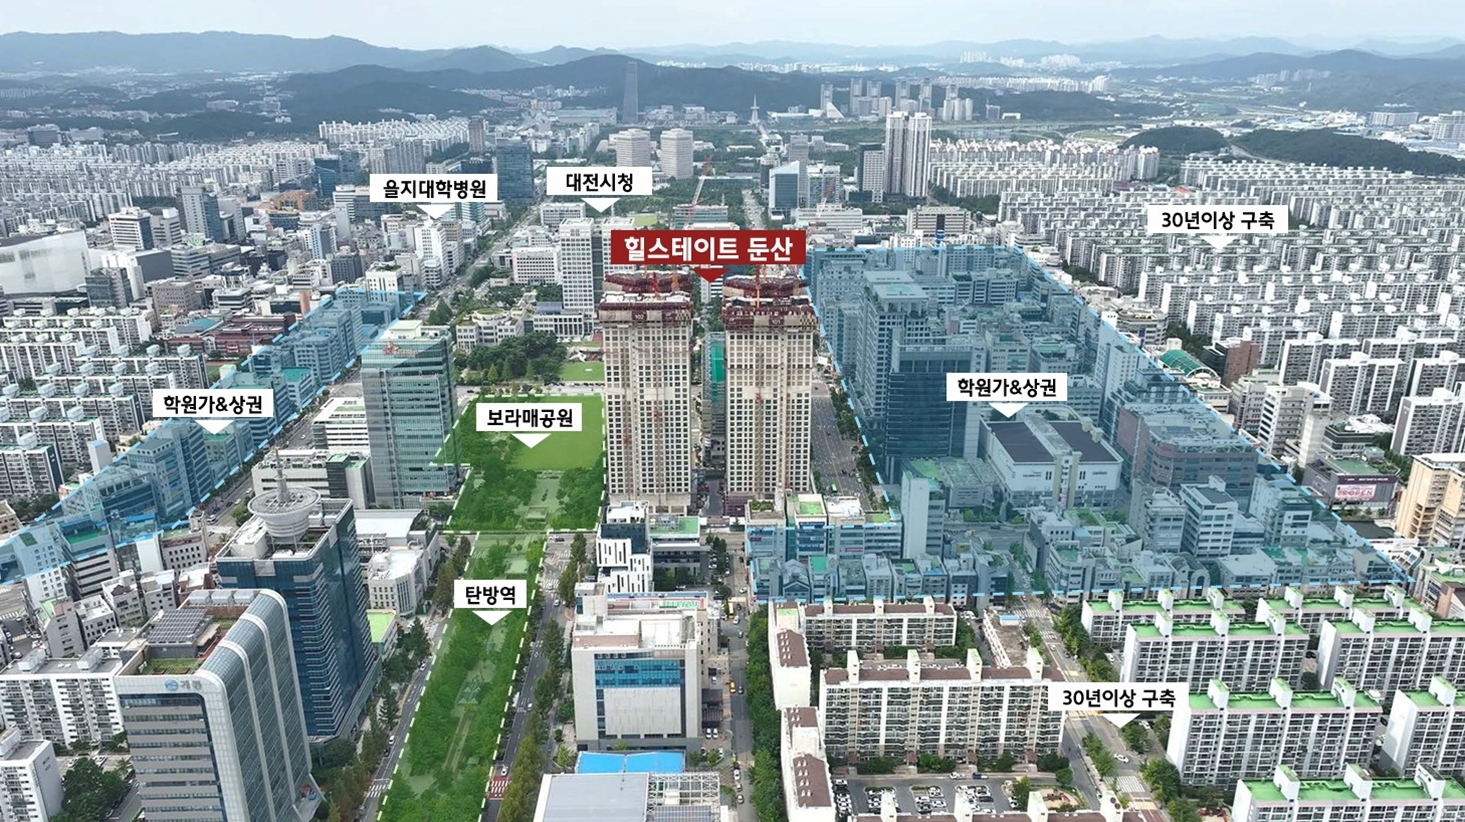 을지대학병원
대전시청
30년이상 구축
힐스테이트 둔산
학원가&상권
학원가&상권
보라매공원
탄방역
30년이상 구축